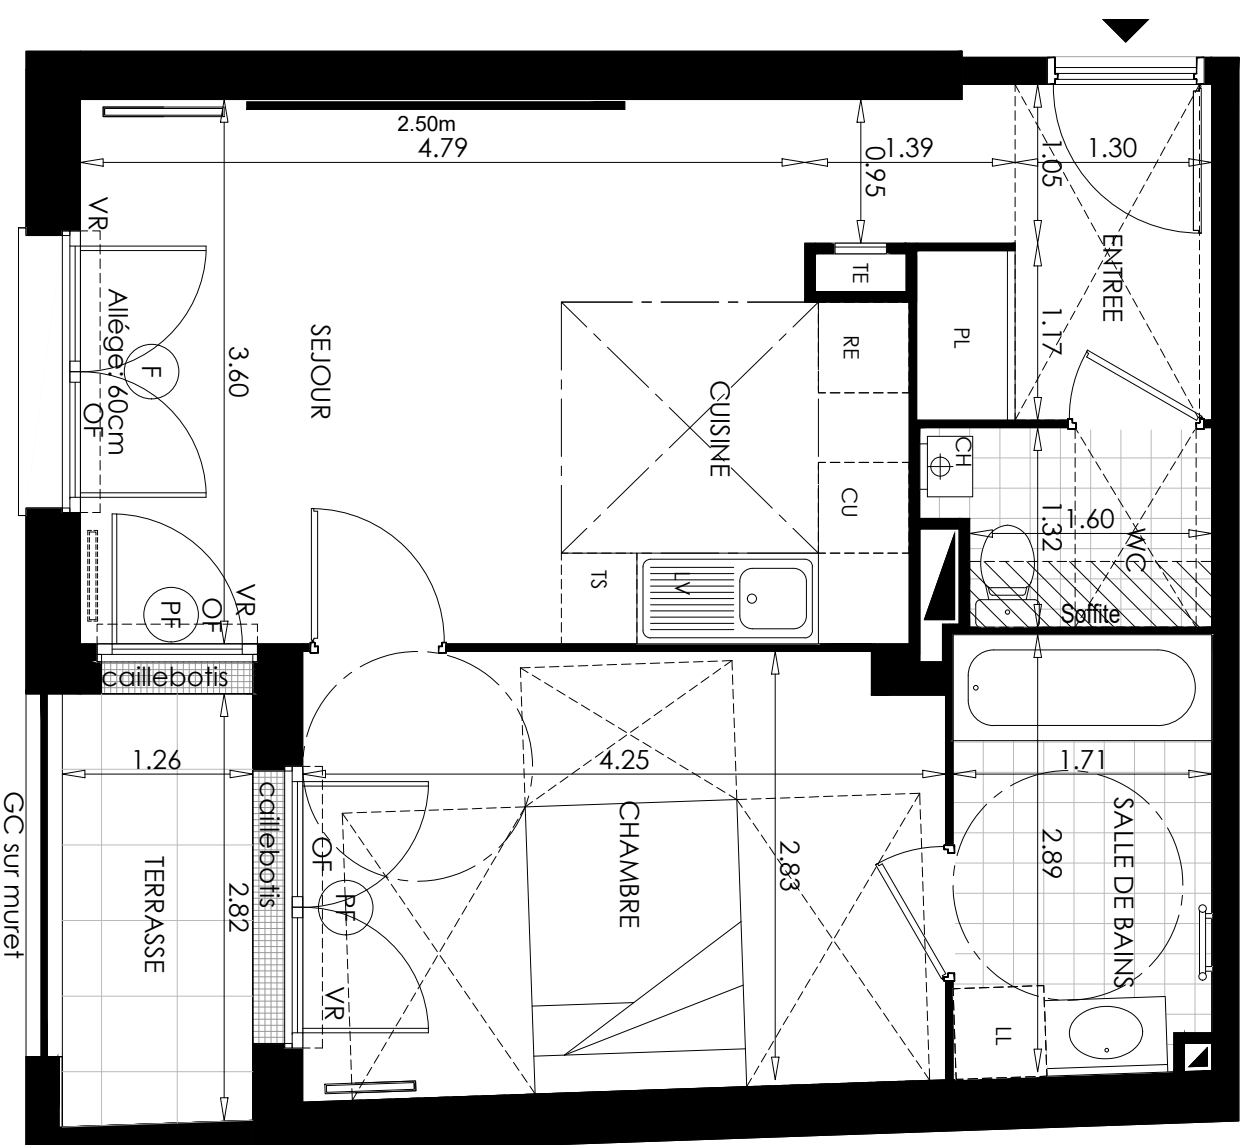 2.50m
4.79
1.39
1.30
0.95
1.05
VR
ENTREE
TE
Allége: 60cm
F
OF
3.60
SEJOUR
CUISINE
RE
PL
1.17
CH
CU
1.60
1.32
WC
TS
LV
Soffite
PF
OF
VR
caillebotis
1.26
4.25
1.71
GC sur muret
TERRASSE
2.82
caillebotis
OF
PF
VR
CHAMBRE
2.83
2.89
SALLE DE BAINS
LL